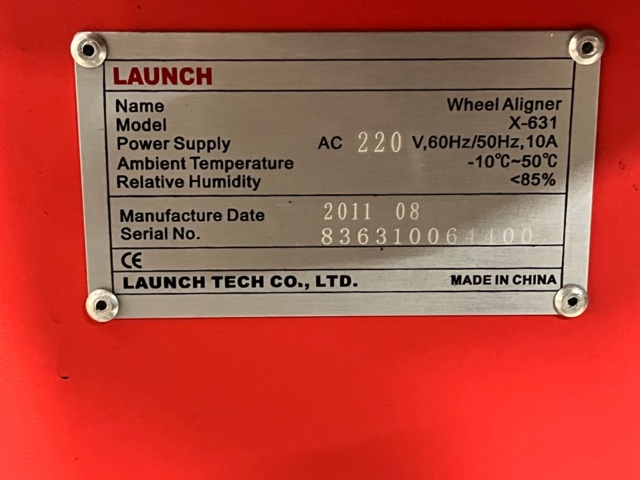 LAUNCH
Name Wheel Aligner
Model X-631
Power Supply AC 220 V,60Hz/50Hz,10A
Ambient Temperature -10℃~50℃
Relative Humidity <85%
Manufacture Date 2011 08
Serial No. 836310064400
CE
LAUNCH TECH CO., LTD. MADE IN CHINA